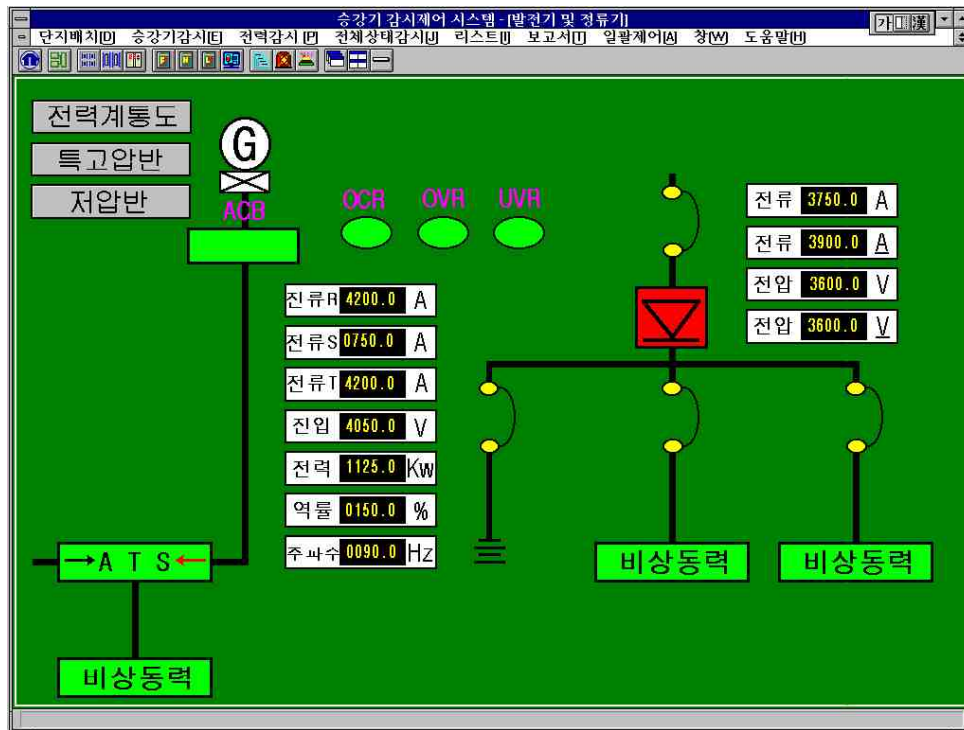 승강기 감시제어 시스템 - [발전기 및 정류기]
가 漢
단지배치[D] 승강기감시[E] 전력감시[P] 전체상태감시[J] 리스트[I] 보고서[T] 일괄제어[A] 창[W] 도움말[H]
전력계통도
특고압반
저압반
G
ACB
OCR OVR UVR
전류 3750.0 A
전류 3900.0 A
전압 3600.0 V
전압 3600.0 V
전류R 4200.0 A
전류S 0750.0 A
전류T 4200.0 A
진입 4050.0 V
전력 1125.0 Kw
역률 0150.0 %
주파수 0090.0 Hz
→A T S←
비상동력
비상동력
비상동력